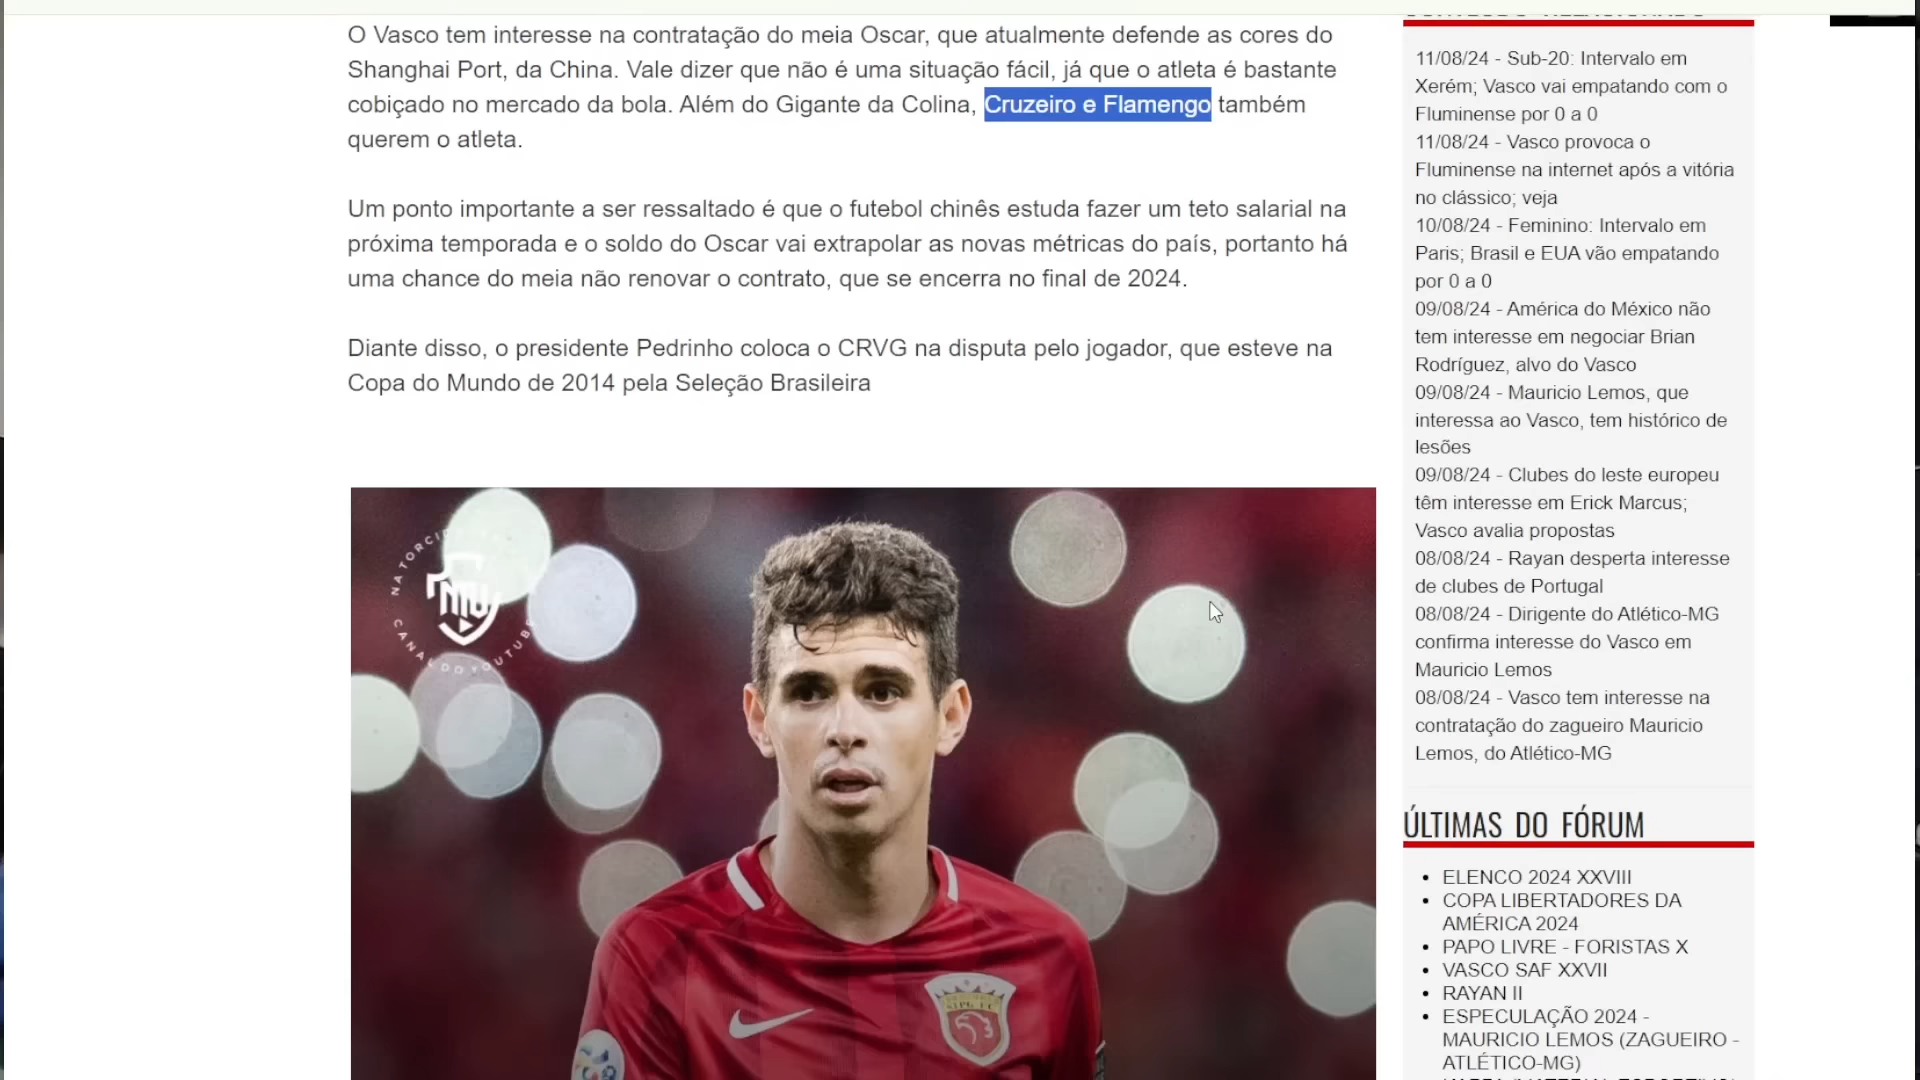 O Vasco tem interesse na contratação do meia Oscar, que atualmente defende as cores do
Shanghai Port, da China. Vale dizer que não é uma situação fácil, já que o atleta é bastante
cobiçado no mercado da bola. Além do Gigante da Colina, Cruzeiro e Flamengo também
querem o atleta.
Um ponto importante a ser ressaltado é que o futebol chinês estuda fazer um teto salarial na
próxima temporada e o soldo do Oscar vai extrapolar as novas métricas do país, portanto há
uma chance do meia não renovar o contrato, que se encerra no final de 2024.
Diante disso, o presidente Pedrinho coloca o CRVG na disputa pelo jogador, que esteve na
Copa do Mundo de 2014 pela Seleção Brasileira
NTU
CANAL DO YOUTUBE
11/08/24 - Sub-20: Intervalo em
Xerém; Vasco vai empatando com o
Fluminense por 0 a 0
11/08/24 - Vasco provoca o
Fluminense na internet após a vitória
no clássico; veja
10/08/24 - Feminino: Intervalo em
Paris; Brasil e EUA vão empatando
por 0 a 0
09/08/24 - América do México não
tem interesse em negociar Brian
Rodríguez, alvo do Vasco
09/08/24 - Mauricio Lemos, que
interessa ao Vasco, tem histórico de
lesões
09/08/24 - Clubes do leste europeu
têm interesse em Erick Marcus;
Vasco avalia propostas
08/08/24 - Rayan desperta interesse
de clubes de Portugal
08/08/24 - Dirigente do Atlético-MG
confirma interesse do Vasco em
Mauricio Lemos
08/08/24 - Vasco tem interesse na
contratação do zagueiro Mauricio
Lemos, do Atlético-MG
ÚLTIMAS DO FÓRUM
• ELENCO 2024 XXVIII
• COPA LIBERTADORES DA
AMÉRICA 2024
• PAPO LIVRE - FORISTAS X
• VASCO SAF XXVII
• RAYAN II
• ESPECULAÇÃO 2024 -
MAURICIO LEMOS (ZAGUEIRO -
ATLÉTICO-MG)